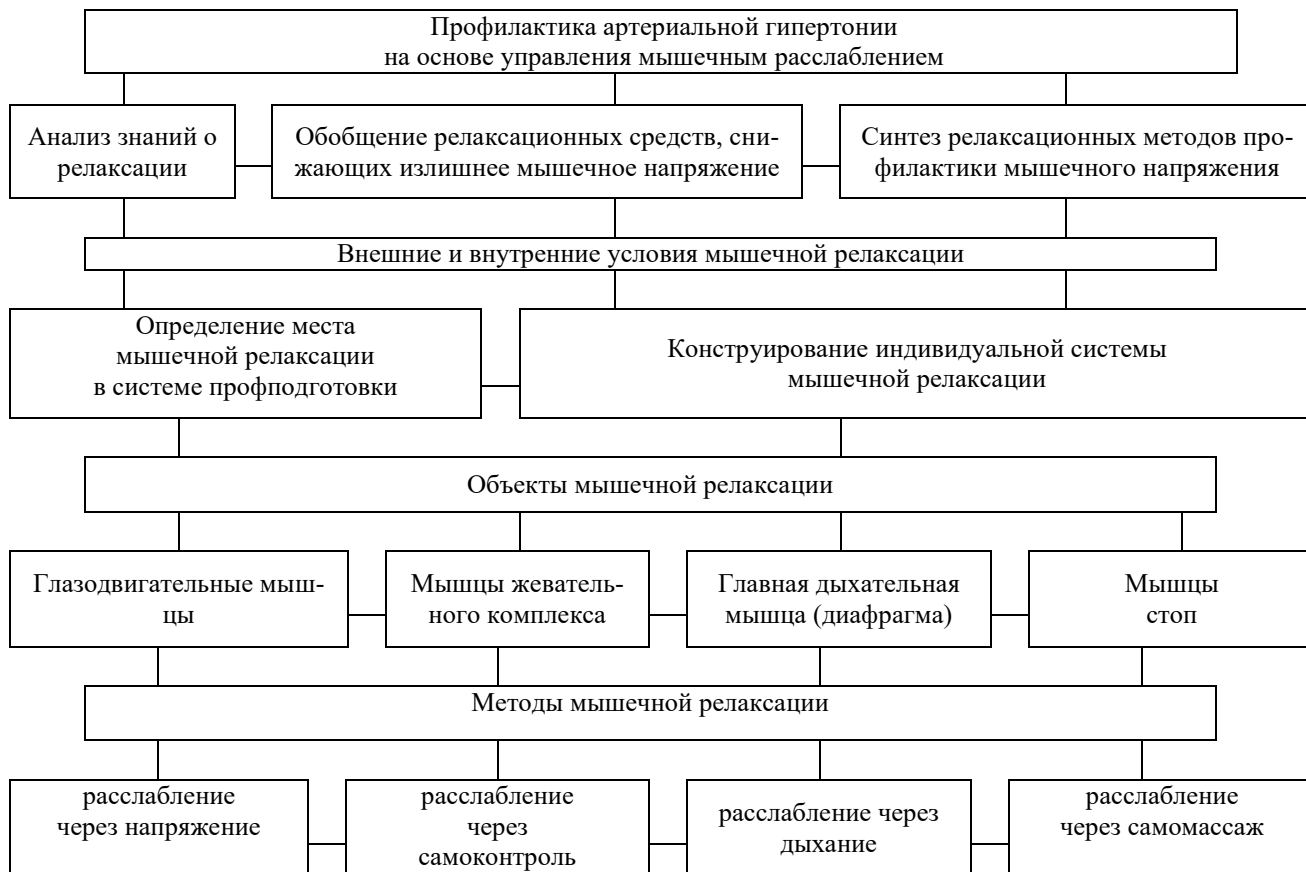 Профилактика артериальной гипертонии
на основе управления мышечным расслаблением
Анализ знаний о
релаксации
Обобщение релаксационных средств, сни-
жающих излишнее мышечное напряжение
Синтез релаксационных методов про-
филактики мышечного напряжения
Внешние и внутренние условия мышечной релаксации
Определение места
мышечной релаксации
в системе профподготовки
Конструирование индивидуальной системы
мышечной релаксации
Объекты мышечной релаксации
Глазодвигательные мыш-
цы
Мышцы жеватель-
ного комплекса
Главная дыхательная
мышца (диафрагма)
Мышцы
стоп
Методы мышечной релаксации
расслабление
через напряжение
расслабление
через
самоконтроль
расслабление через
дыхание
расслабление
через самомассаж